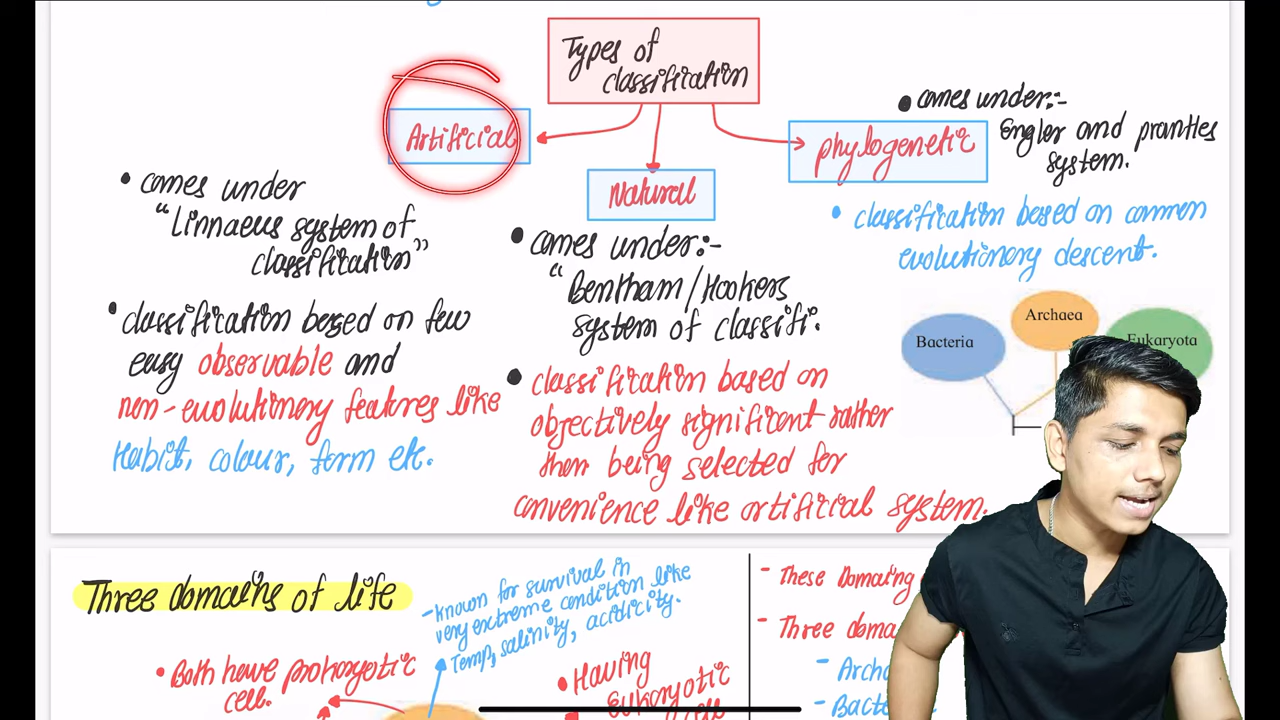 Types of
classification
Artificial
Natural
phylogenetic
• comes under
"Linnaeus system of
classification"
• classification based on few
easy observable and
non-evolutionery features like
Habit, colour, form etc.
• comes under:-
"Bentham/Hookers
system of classifi.
• classification based on
objectively significant rather
then being selected for
convenience like artificial system.
• comes under:-
Engler and prantles
system.
• classification based on common
evolutionery descent.
Bacteria
Archaea
Eukaryota
Three domains of life
- known for survival in
very extreme condition like
Temp, salinity, acidicity.
• Both have prokaryotic
cell.
• Having
Eukaryotic
cell
- These Domains
- Three doma
- Archa
- Bacte